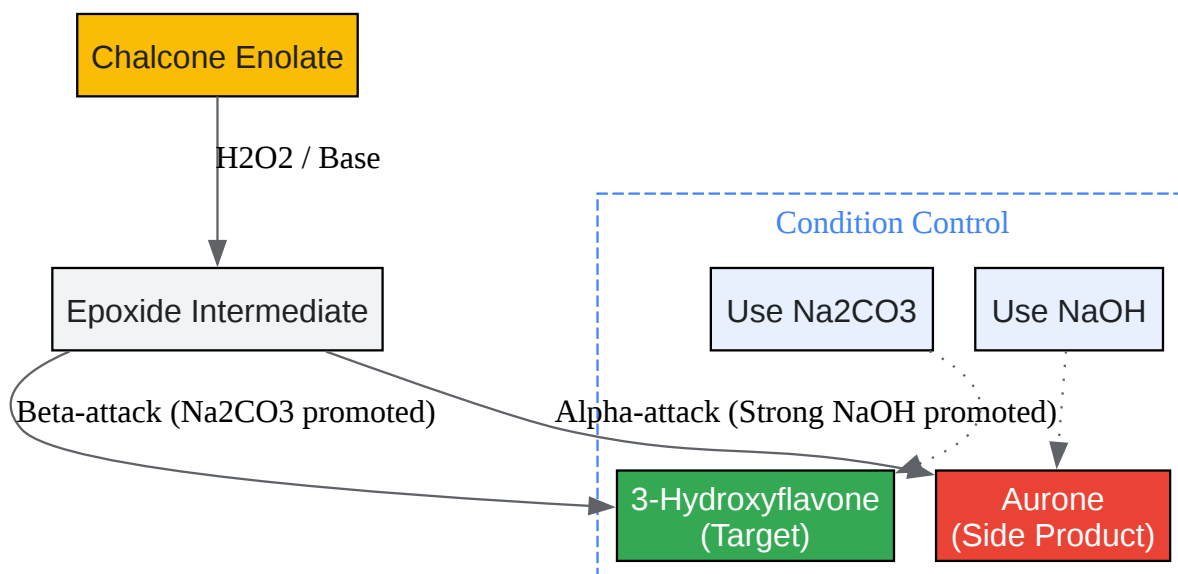 Chalcone Enolate
H2O2 / Base
Condition Control
Epoxide Intermediate
Use Na2CO3
Use NaOH
Beta-attack (Na2CO3 promoted)
Alpha-attack (Strong NaOH promoted)
3-Hydroxyflavone
(Target)
Aurone
(Side Product)